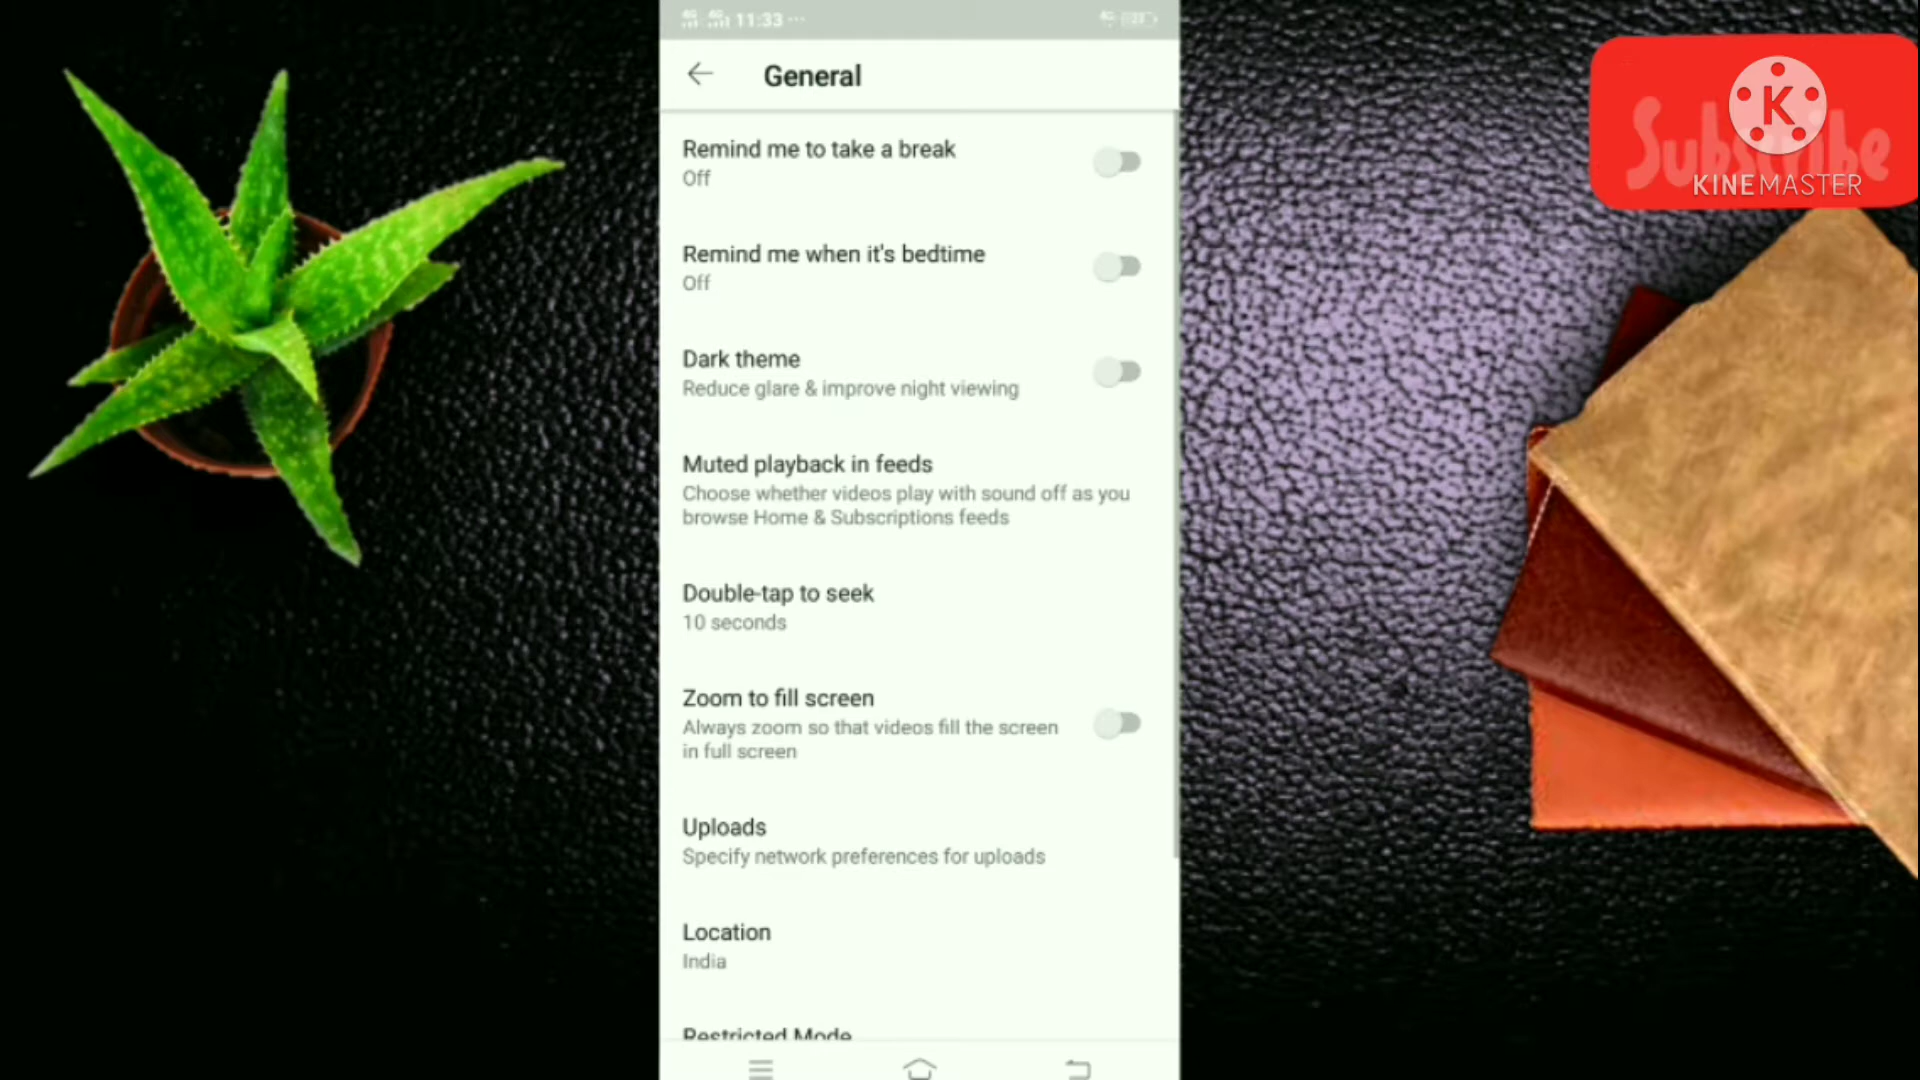 4G 4G 11:33 ...
General
Remind me to take a break
Off
Remind me when it's bedtime
Off
Dark theme
Reduce glare & improve night viewing
Muted playback in feeds
Choose whether videos play with sound off as you
browse Home & Subscriptions feeds
Double-tap to seek
10 seconds
Zoom to fill screen
Always zoom so that videos fill the screen
in full screen
Uploads
Specify network preferences for uploads
Location
India
Restricted Mode
Subscribe
K
KINEMASTER